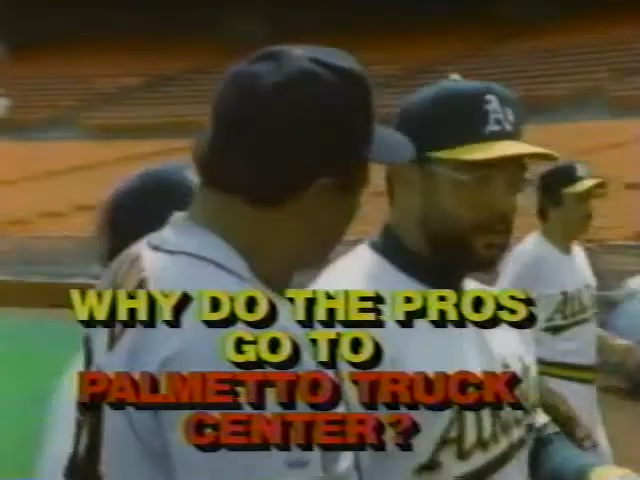 A's
WHY DO THE PROS
GO TO
PALMETTO TRUCK
CENTER?